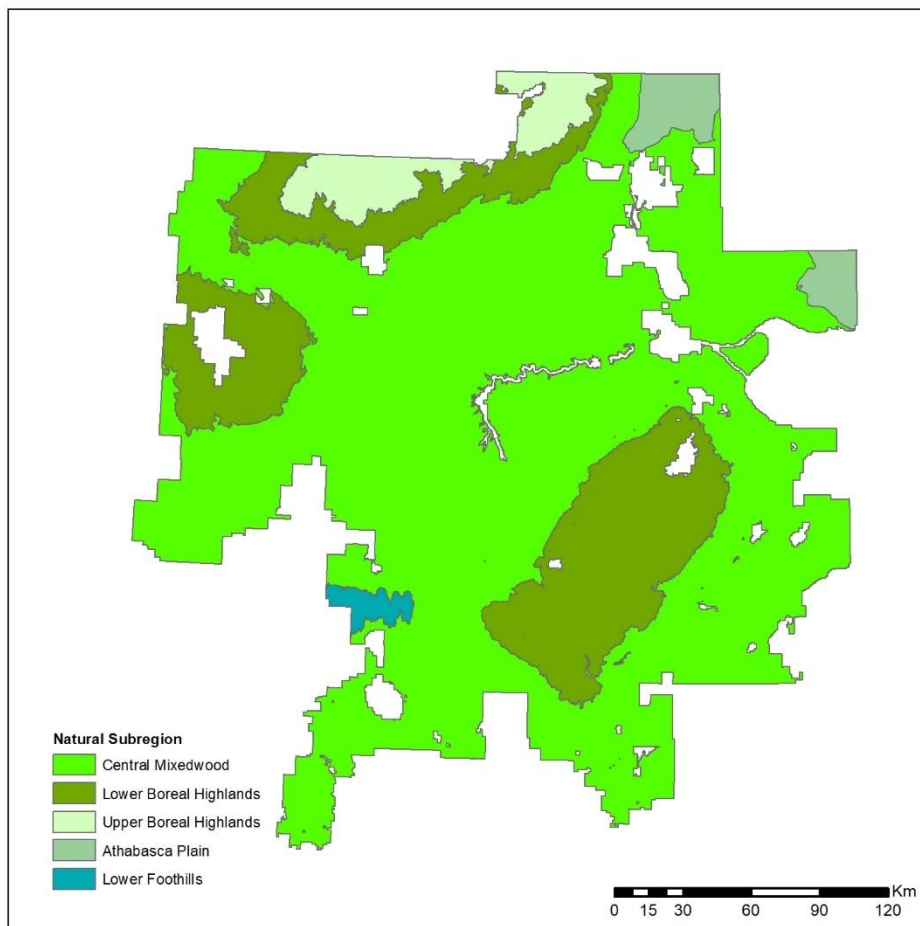 Natural Subregion
Central Mixedwood
Lower Boreal Highlands
Upper Boreal Highlands
Athabasca Plain
Lower Foothills
Km
0 15 30 60 90 120